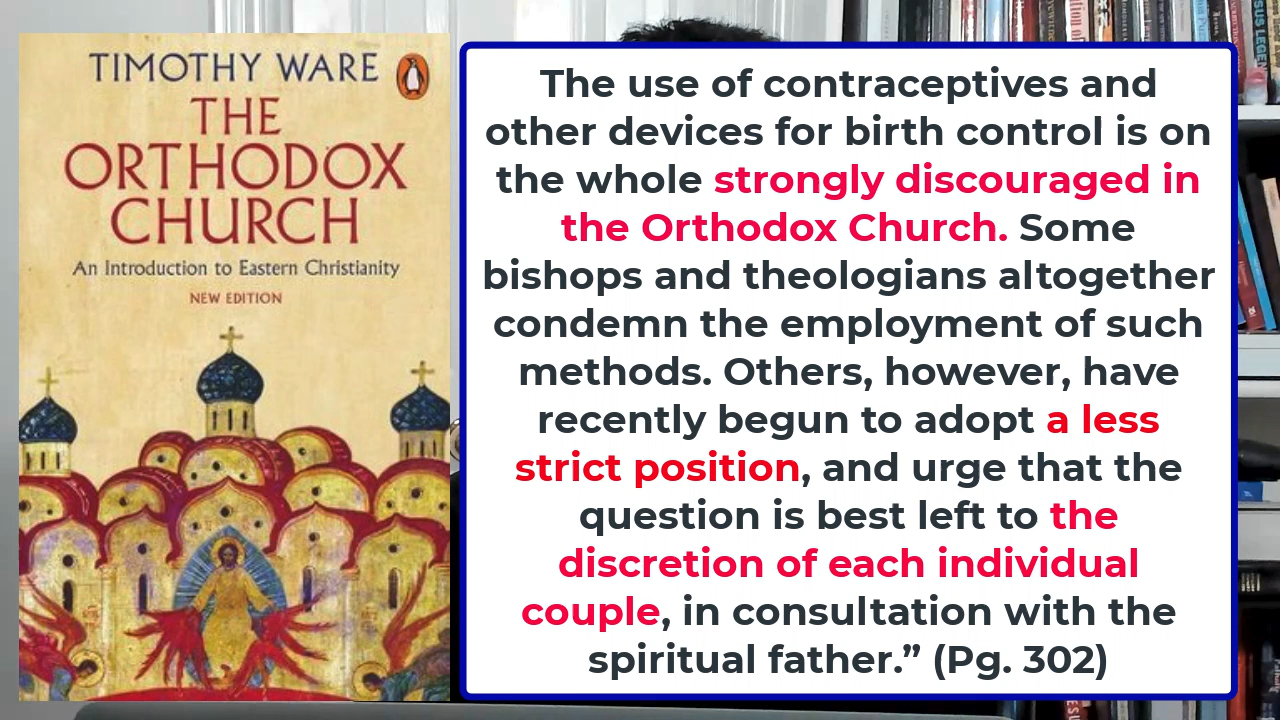 TIMOTHY WARE
THE
ORTHODOX
CHURCH
An Introduction to Eastern Christianity
NEW EDITION
The use of contraceptives and
other devices for birth control is on
the whole strongly discouraged in
the Orthodox Church. Some
bishops and theologians altogether
condemn the employment of such
methods. Others, however, have
recently begun to adopt a less
strict position, and urge that the
question is best left to the
discretion of each individual
couple, in consultation with the
spiritual father.” (Pg. 302)